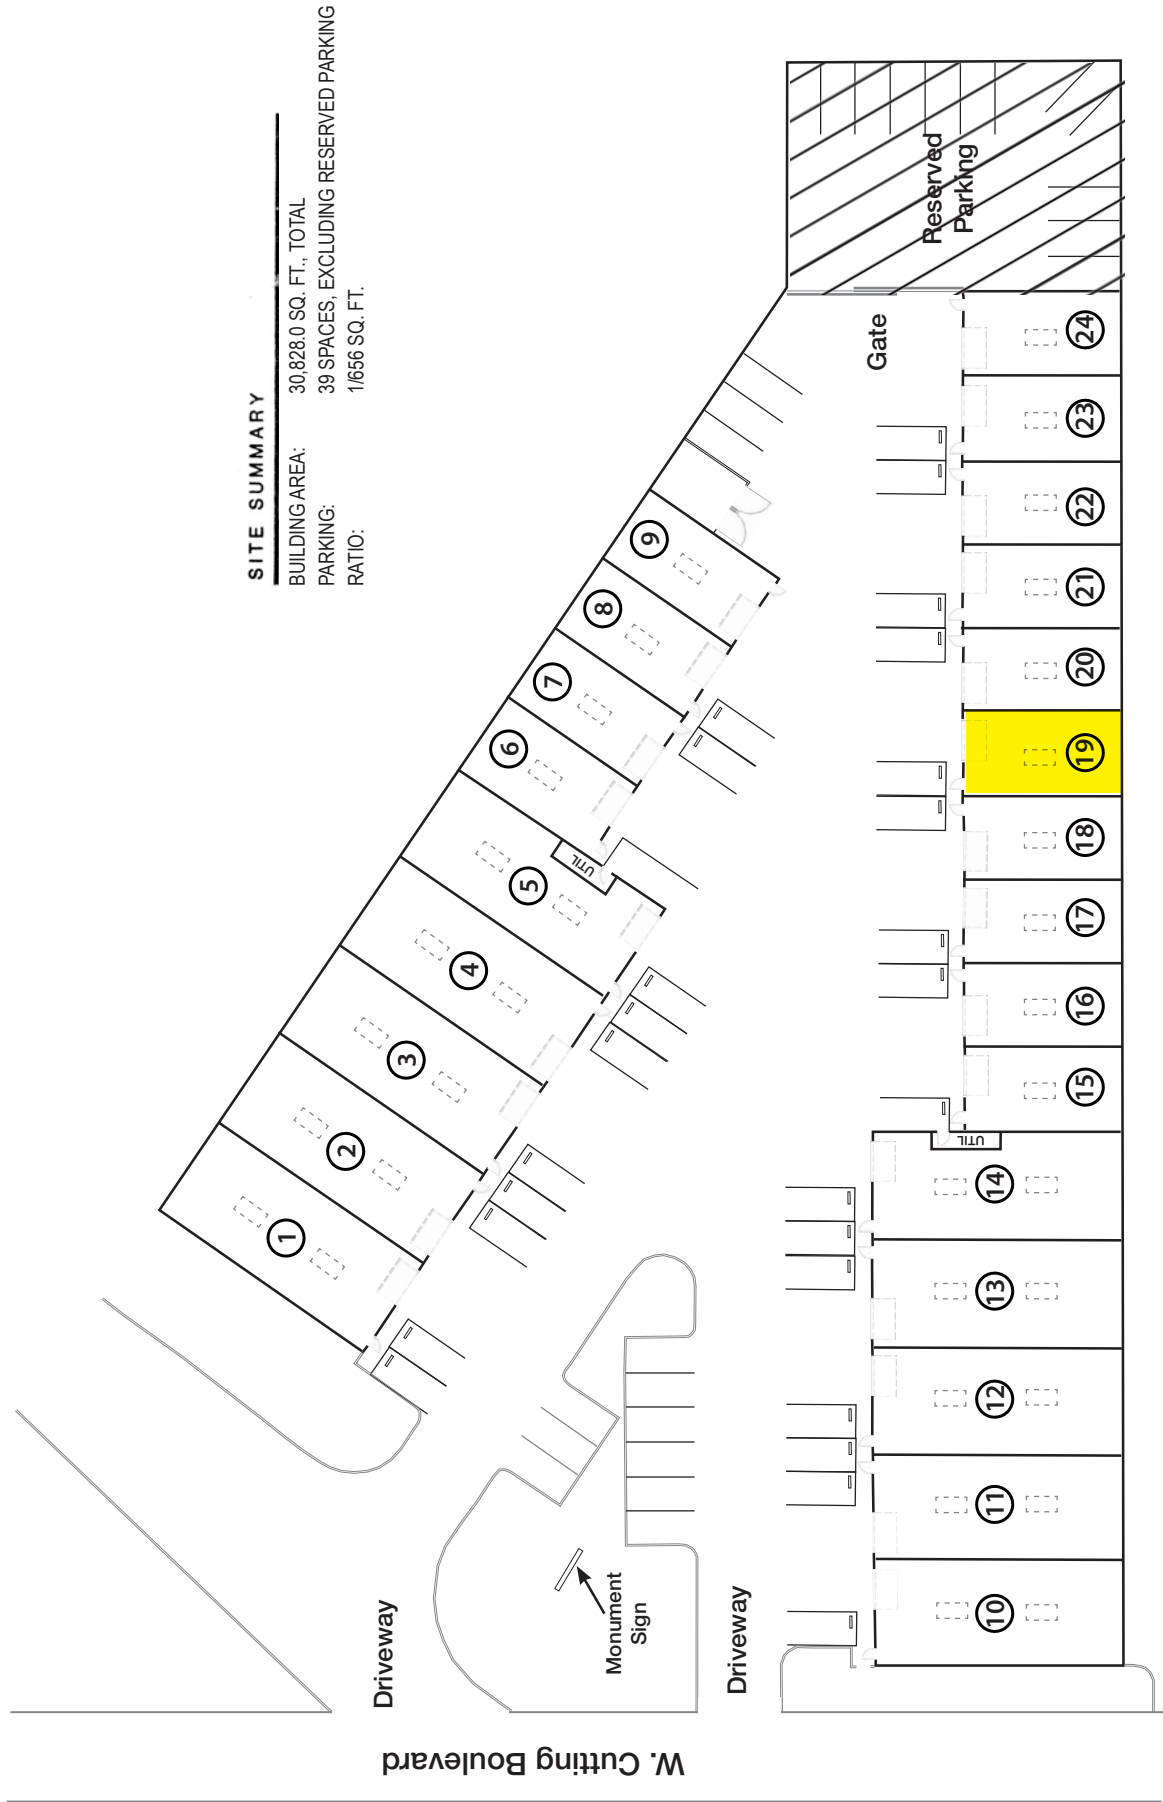 SITE SUMMARY
BUILDING AREA: 30,828.0 SQ. FT., TOTAL
PARKING: 39 SPACES, EXCLUDING RESERVED PARKING
RATIO: 1/656 SQ. FT.
1
2
3
4
5
UTIL
6
7
8
9
Reserved
Parking
Gate
10
11
12
13
14
UTIL
15
16
17
18
19
20
21
22
23
24
Monument
Sign
Driveway
Driveway
W. Cutting Boulevard